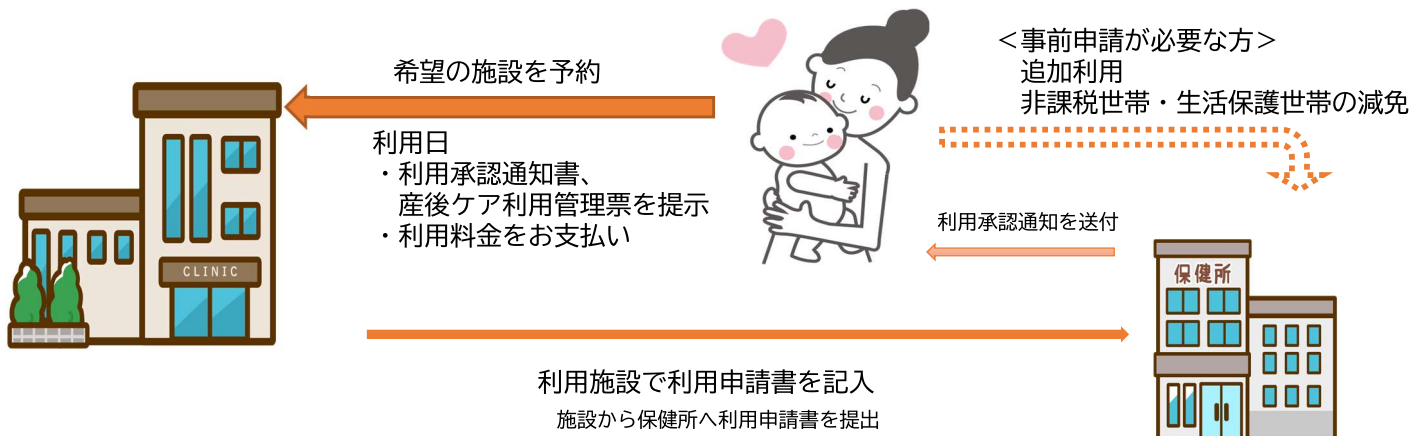 希望の施設を予約
利用日
・利用承認通知書、
産後ケア利用管理票を提示
・利用料金をお支払い
CLINIC
＜事前申請が必要な方＞
追加利用
非課税世帯・生活保護世帯の減免
利用承認通知を送付
保健所
利用施設で利用申請書を記入
施設から保健所へ利用申請書を提出